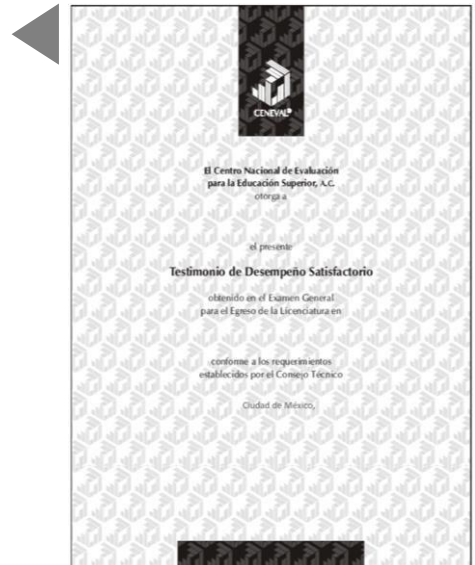 CENEVAL®
El Centro Nacional de Evaluación
para la Educación Superior, A.C.
otorga a
el presente
Testimonio de Desempeño Satisfactorio
obtenido en el Examen General
para el Egreso de la Licenciatura en
conforme a los requerimientos
establecidos por el Consejo Técnico
Ciudad de México,